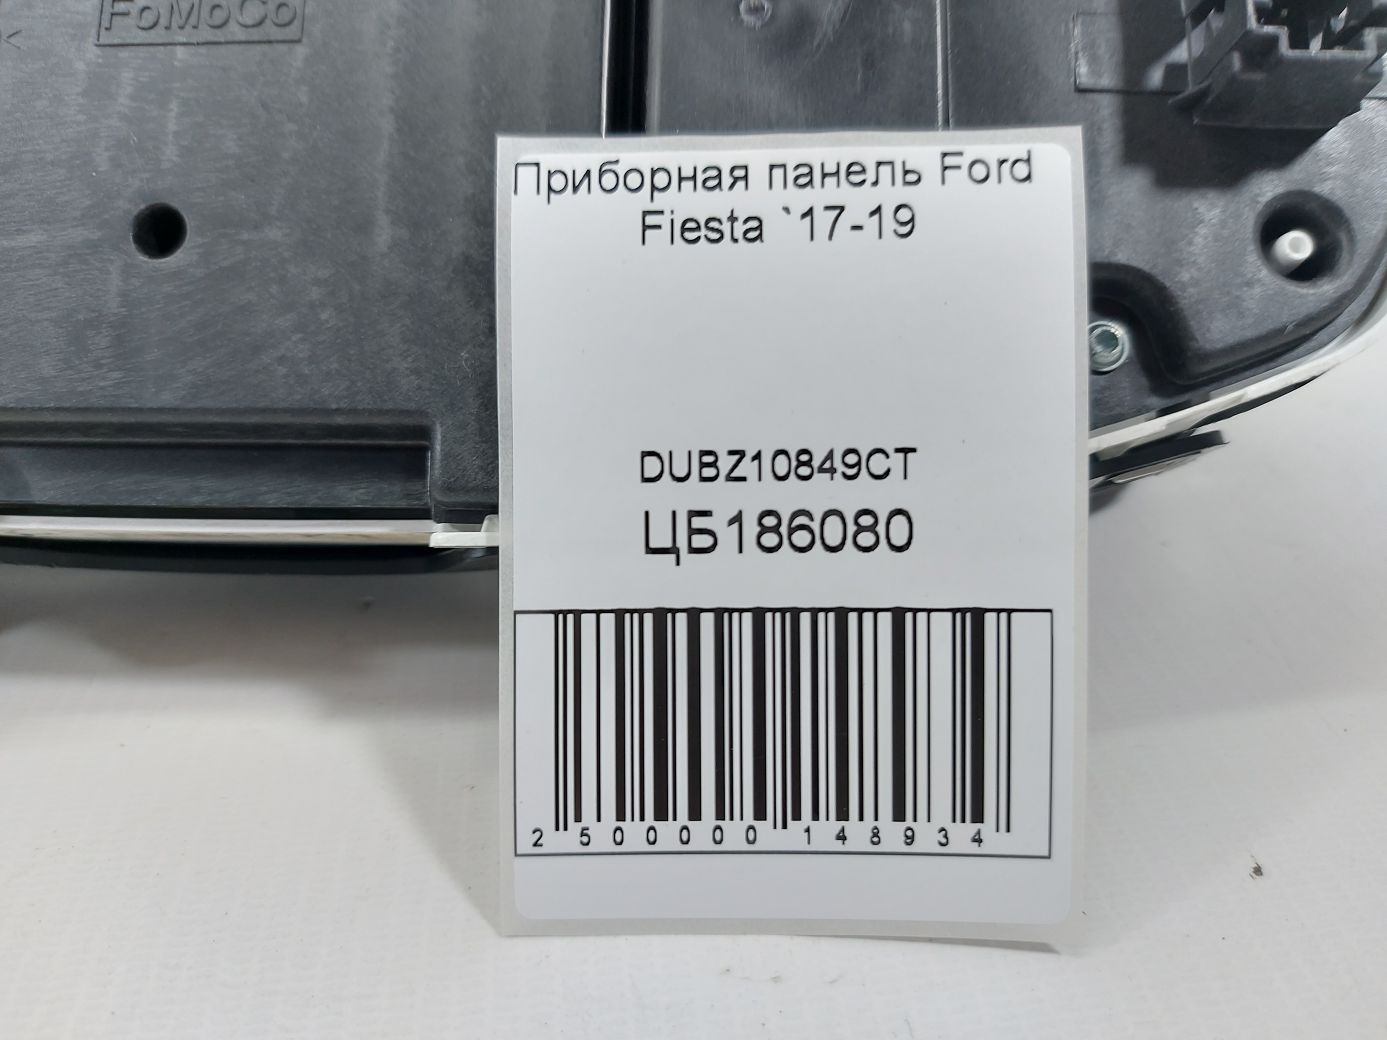 FoMoCo
Приборная панель Ford
Fiesta `17-19
DUBZ10849CT
ЦБ186080
2 500000 148934